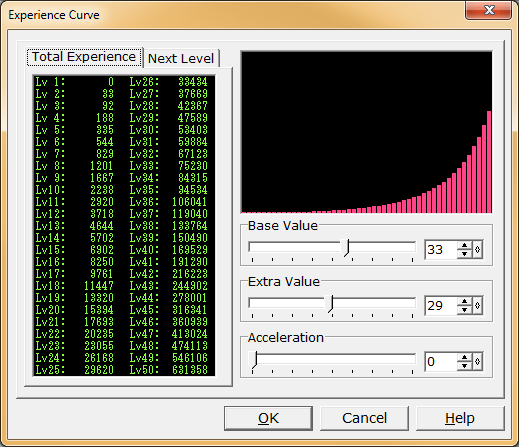 Experience Curve
Total Experience Next Level
Lv 1: 0 Lv26: 33434
Lv 2: 33 Lv27: 37669
Lv 3: 92 Lv28: 42367
Lv 4: 188 Lv29: 47589
Lv 5: 335 Lv30: 53403
Lv 6: 544 Lv31: 59884
Lv 7: 829 Lv32: 67123
Lv 8: 1201 Lv33: 75230
Lv 9: 1667 Lv34: 84315
Lv10: 2238 Lv35: 94534
Lv11: 2920 Lv36: 106041
Lv12: 3718 Lv37: 119040
Lv13: 4644 Lv38: 133764
Lv14: 5702 Lv39: 150490
Lv15: 6902 Lv40: 169529
Lv16: 8250 Lv41: 191290
Lv17: 9761 Lv42: 216223
Lv18: 11447 Lv43: 244902
Lv19: 13320 Lv44: 278001
Lv20: 15394 Lv45: 316341
Lv21: 17693 Lv46: 360939
Lv22: 20235 Lv47: 413024
Lv23: 23055 Lv48: 474113
Lv24: 26168 Lv49: 546106
Lv25: 29620 Lv50: 631358
Base Value
33
Extra Value
29
Acceleration
0
OK Cancel Help